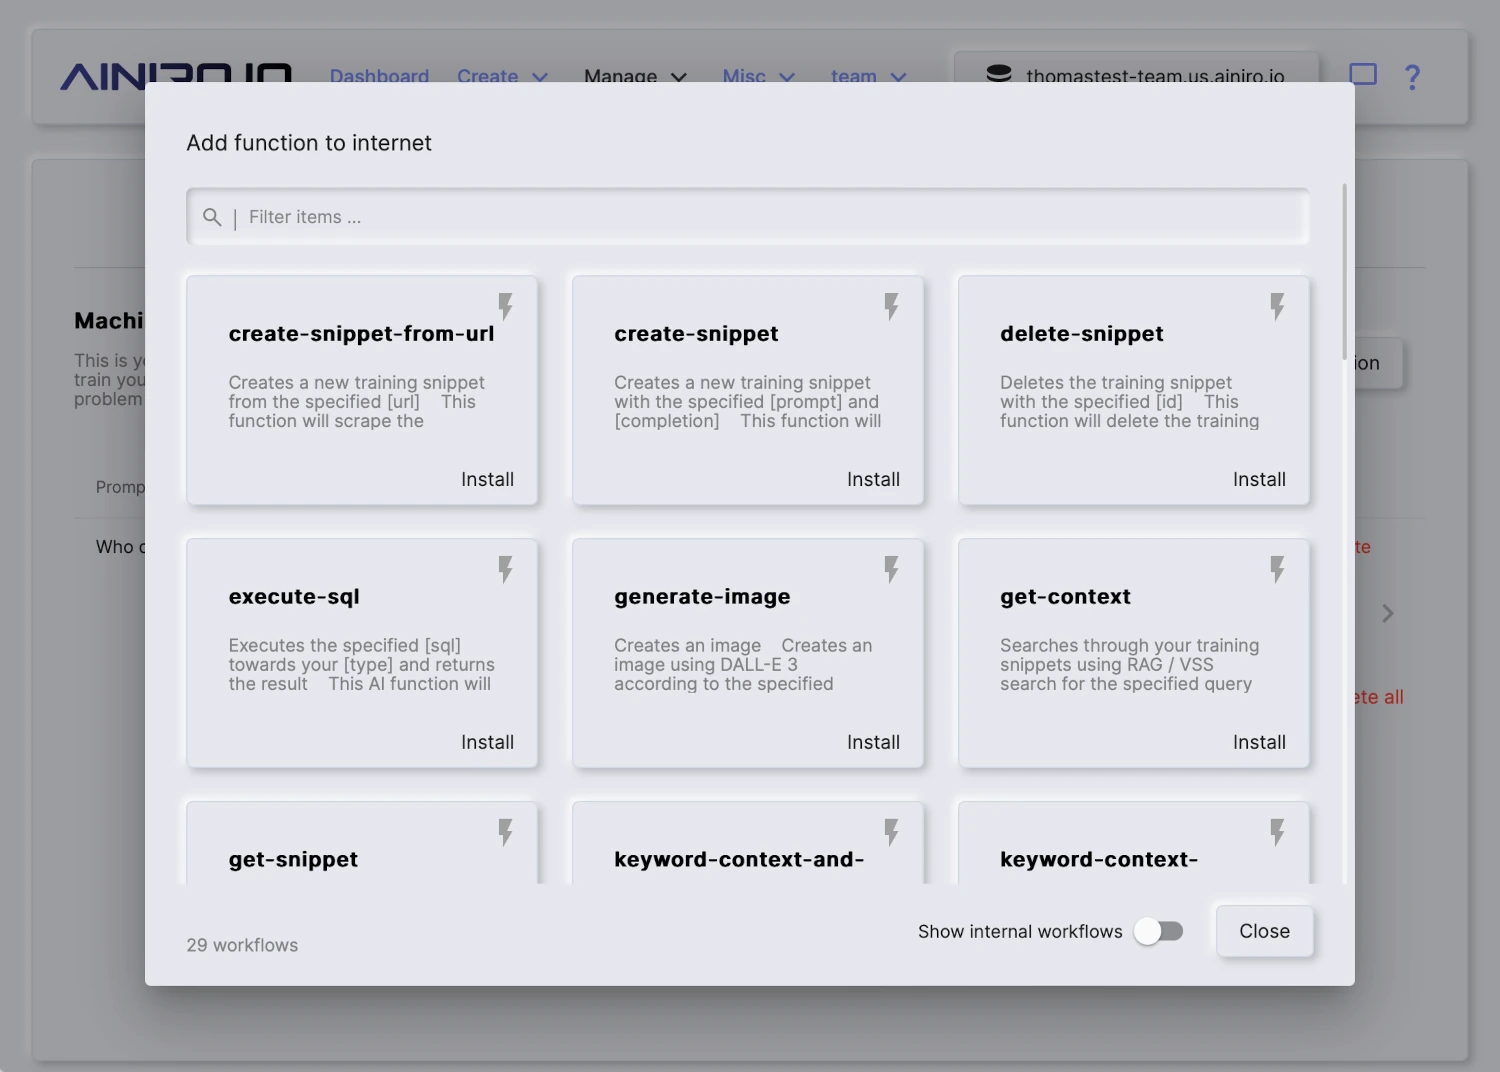 AINIRO.IO
Dashboard Create Manage Misc team thomastest-team.us.ainiro.io ?
Add function to internet
Filter items ...
create-snippet-from-url
Creates a new training snippet
from the specified [url] This
function will scrape the
Install
create-snippet
Creates a new training snippet
with the specified [prompt] and
[completion] This function will
Install
delete-snippet
Deletes the training snippet
with the specified [id] This
function will delete the training
Install
execute-sql
Executes the specified [sql]
towards your [type] and returns
the result This AI function will
Install
generate-image
Creates an image Creates an
image using DALL-E 3
according to the specified
Install
get-context
Searches through your training
snippets using RAG / VSS
search for the specified query
Install
get-snippet
keyword-context-and-
keyword-context-
29 workflows
Show internal workflows
Close
Machi
This is y
train you
problem
Promp
Who
ion
te
ete all